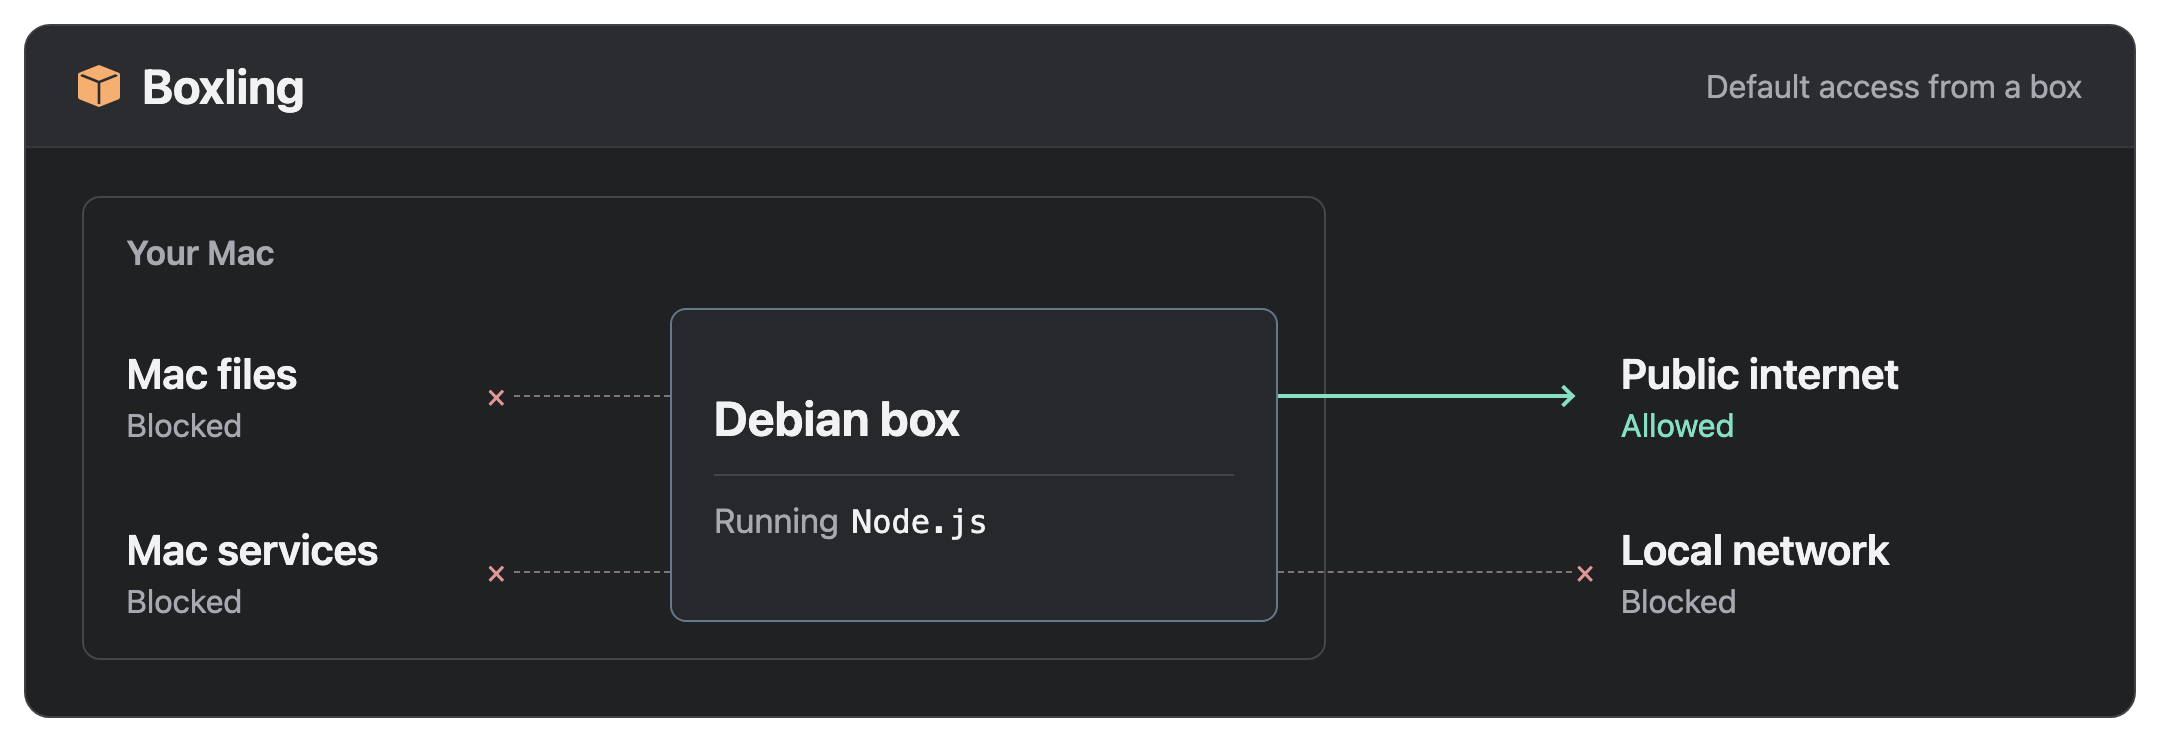 Boxling
Default access from a box
Your Mac
Mac files
Blocked
Mac services
Blocked
Debian box
Running Node.js
Public internet
Allowed
Local network
Blocked